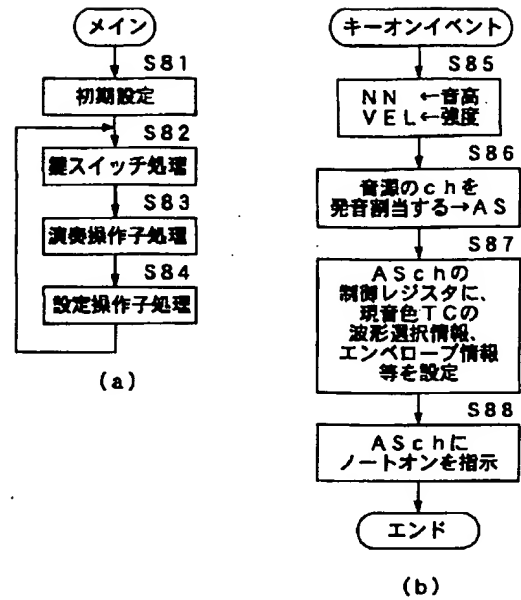 メイン
S81
初期設定
S82
鍵スイッチ処理
S83
演奏操作子処理
S84
設定操作子処理
(a)
キーオンイベント
S85
NN ←音高
VEL←強度
S86
音源のchを
発音割当する→AS
S87
ASchの
制御レジスタに、
現音色TCの
波形選択情報、
エンベロープ情報
等を設定
S88
ASchに
ノートオンを指示
エンド
(b)